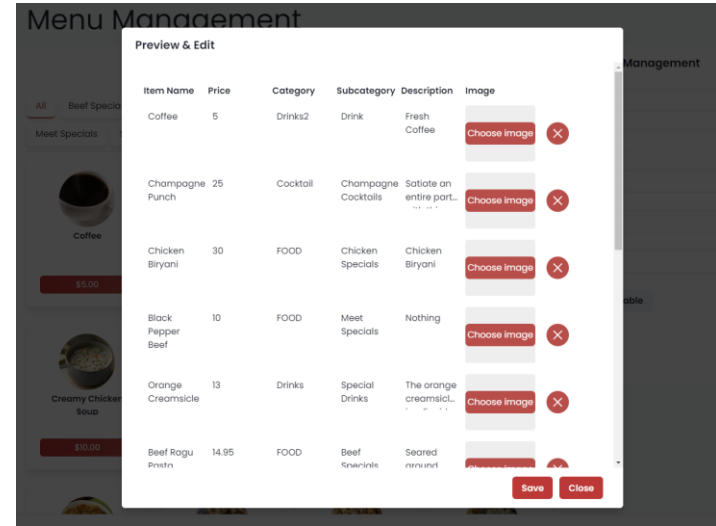 Menu Management
Preview & Edit
Management
Item Name Price Category Subcategory Description Image
All Beef Specia
Coffee 5 Drinks2 Drink Fresh
Coffee
Choose image
Meet Specials
Champagne 25 Cocktail Champagne Satiate an
Punch Cocktails entire part...
Choose image
Coffee
Chicken 30 FOOD Chicken Chicken
Biryani Specials Biryani
Choose image
$5.00
able
Black 10 FOOD Meet Nothing
Pepper Specials
Beef
Choose image
Orange 13 Drinks Special The orange
Creamsicle Drinks creamsicl...
Choose image
Creamy Chicken
Soup
$10.00
Beef Ragu 14.95 FOOD Beef Seared
Pasta Specials around
Choose image
Save Close